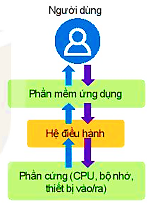 Người dùng
Phần mềm ứng dụng
Hệ điều hành
Phần cứng (CPU, bộ nhớ,
thiết bị vào/ra)